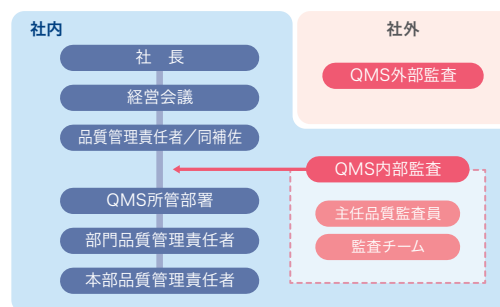 社内
社　長
経営会議
品質管理責任者／同補佐
QMS所管部署
部門品質管理責任者
本部品質管理責任者
社外
QMS外部監査
QMS内部監査
主任品質監査員
監査チーム